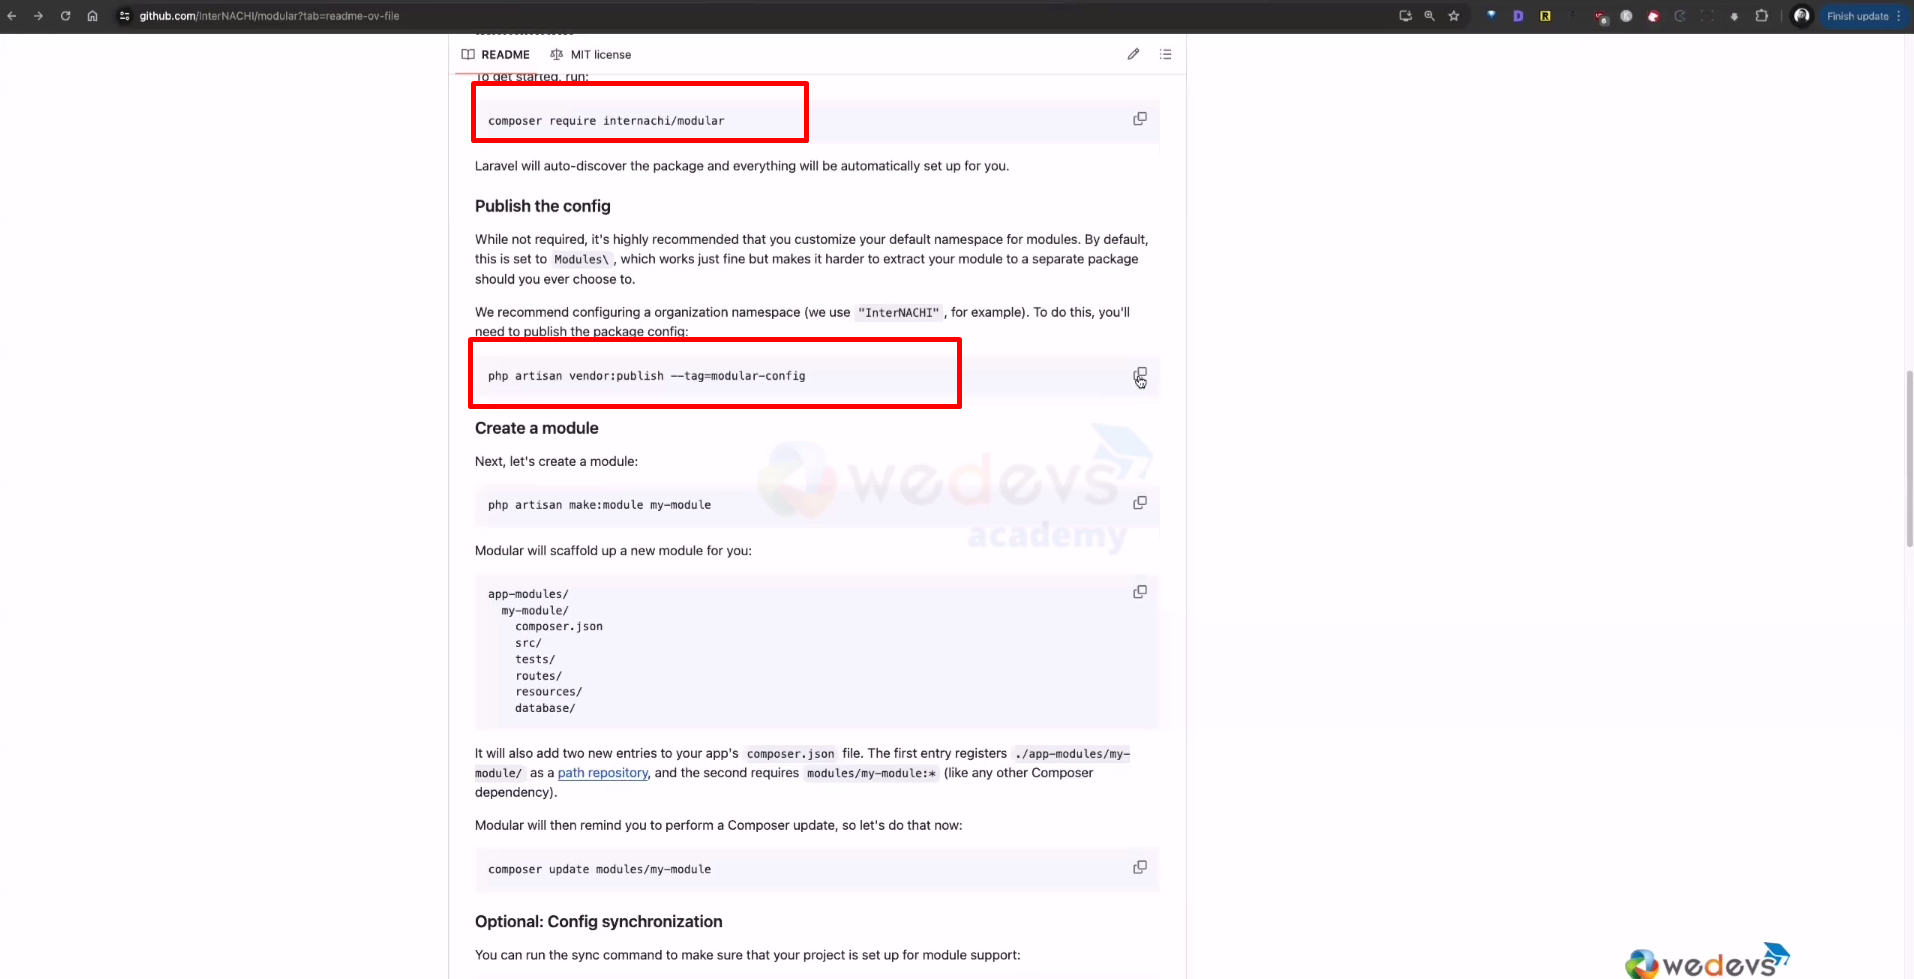 github.com/InterNACHI/modular?tab=readme-ov-file
Finish update
README
MIT license
To get started, run:
composer require internachi/modular
Laravel will auto-discover the package and everything will be automatically set up for you.
Publish the config
While not required, it's highly recommended that you customize your default namespace for modules. By default,
this is set to Modules\, which works just fine but makes it harder to extract your module to a separate package
should you ever choose to.
We recommend configuring a organization namespace (we use "InterNACHI", for example). To do this, you'll
need to publish the package config:
php artisan vendor:publish --tag=modular-config
Create a module
Next, let's create a module:
wedevs
academy
php artisan make:module my-module
Modular will scaffold up a new module for you:
app-modules/
my-module/
composer.json
src/
tests/
routes/
resources/
database/
It will also add two new entries to your app's composer.json file. The first entry registers ./app-modules/my-
module/ as a path repository, and the second requires modules/my-module:* (like any other Composer
dependency).
Modular will then remind you to perform a Composer update, so let's do that now:
composer update modules/my-module
Optional: Config synchronization
You can run the sync command to make sure that your project is set up for module support:
wedevs